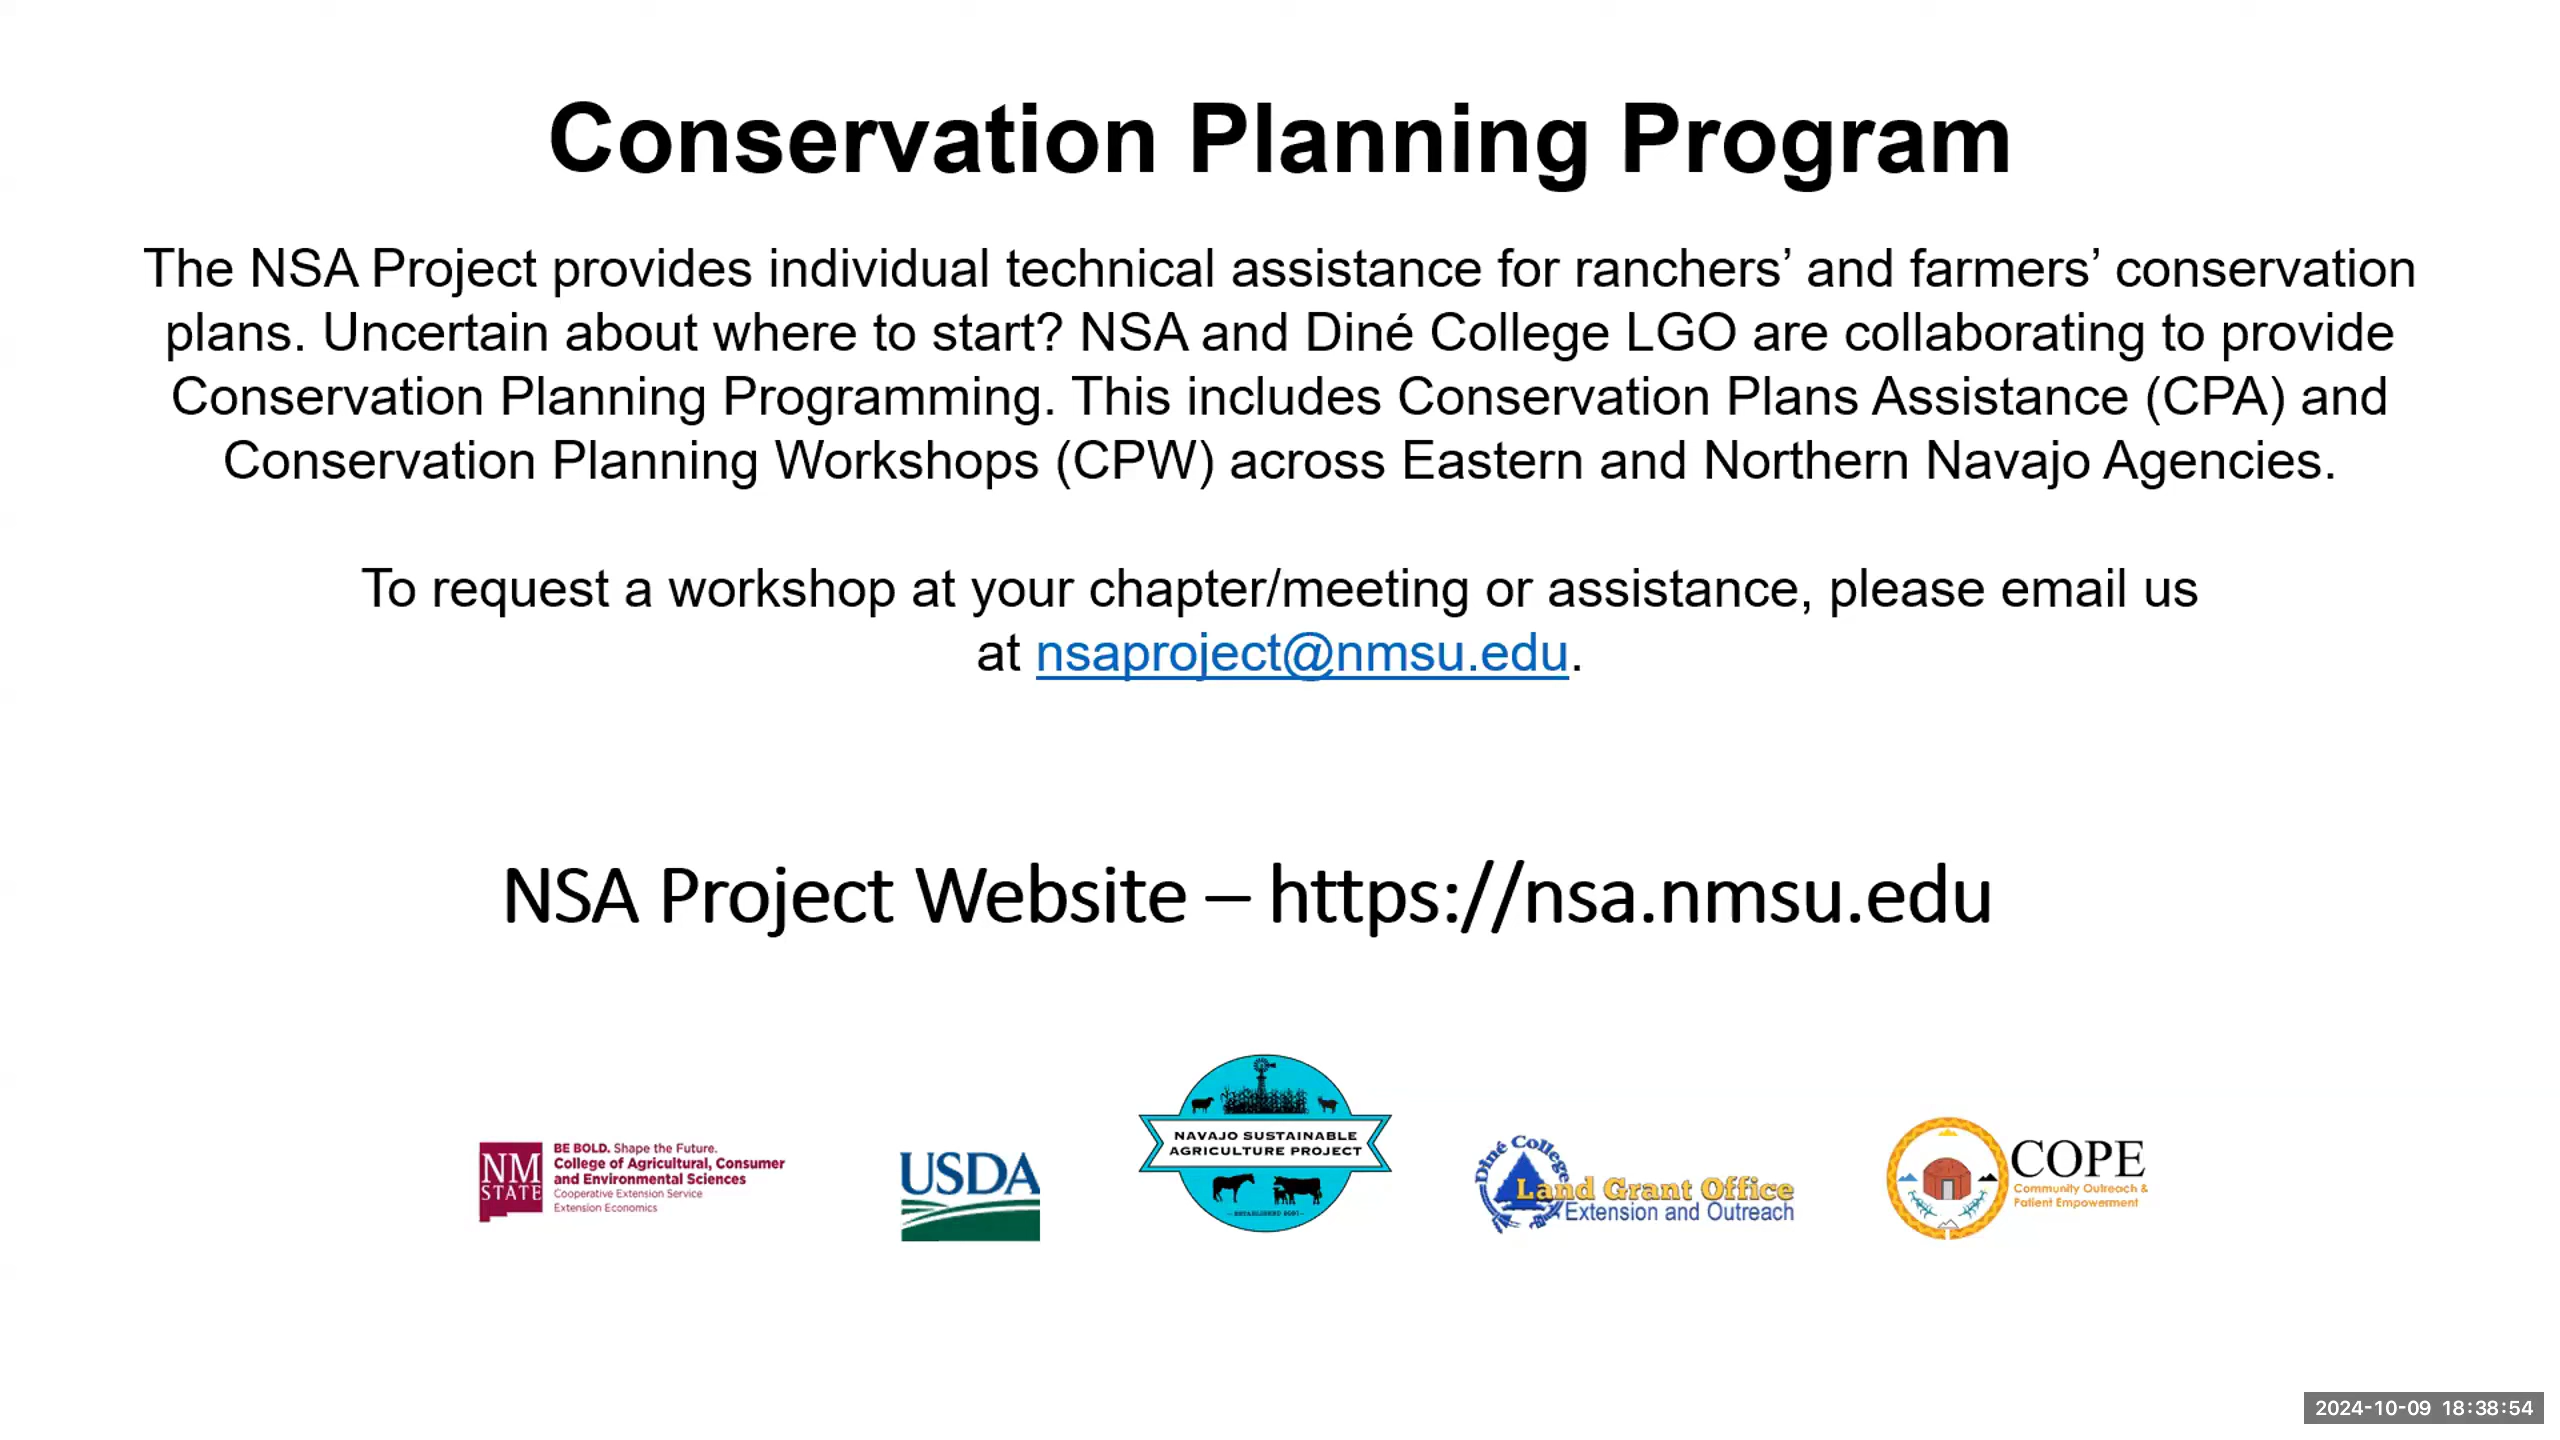 Conservation Planning Program
The NSA Project provides individual technical assistance for ranchers’ and farmers’ conservation
plans. Uncertain about where to start? NSA and Diné College LGO are collaborating to provide
Conservation Planning Programming. This includes Conservation Plans Assistance (CPA) and
Conservation Planning Workshops (CPW) across Eastern and Northern Navajo Agencies.
To request a workshop at your chapter/meeting or assistance, please email us
at nsaproject@nmsu.edu.
NSA Project Website – https://nsa.nmsu.edu
NM
STATE
BE BOLD. Shape the Future.
College of Agricultural, Consumer
and Environmental Sciences
Cooperative Extension Service
Extension Economics
USDA
NAVAJO SUSTAINABLE
AGRICULTURE PROJECT
Diné College
Land Grant Office
Extension and Outreach
COPE
Community Outreach &
Patient Empowerment
2024-10-09 18:38:54